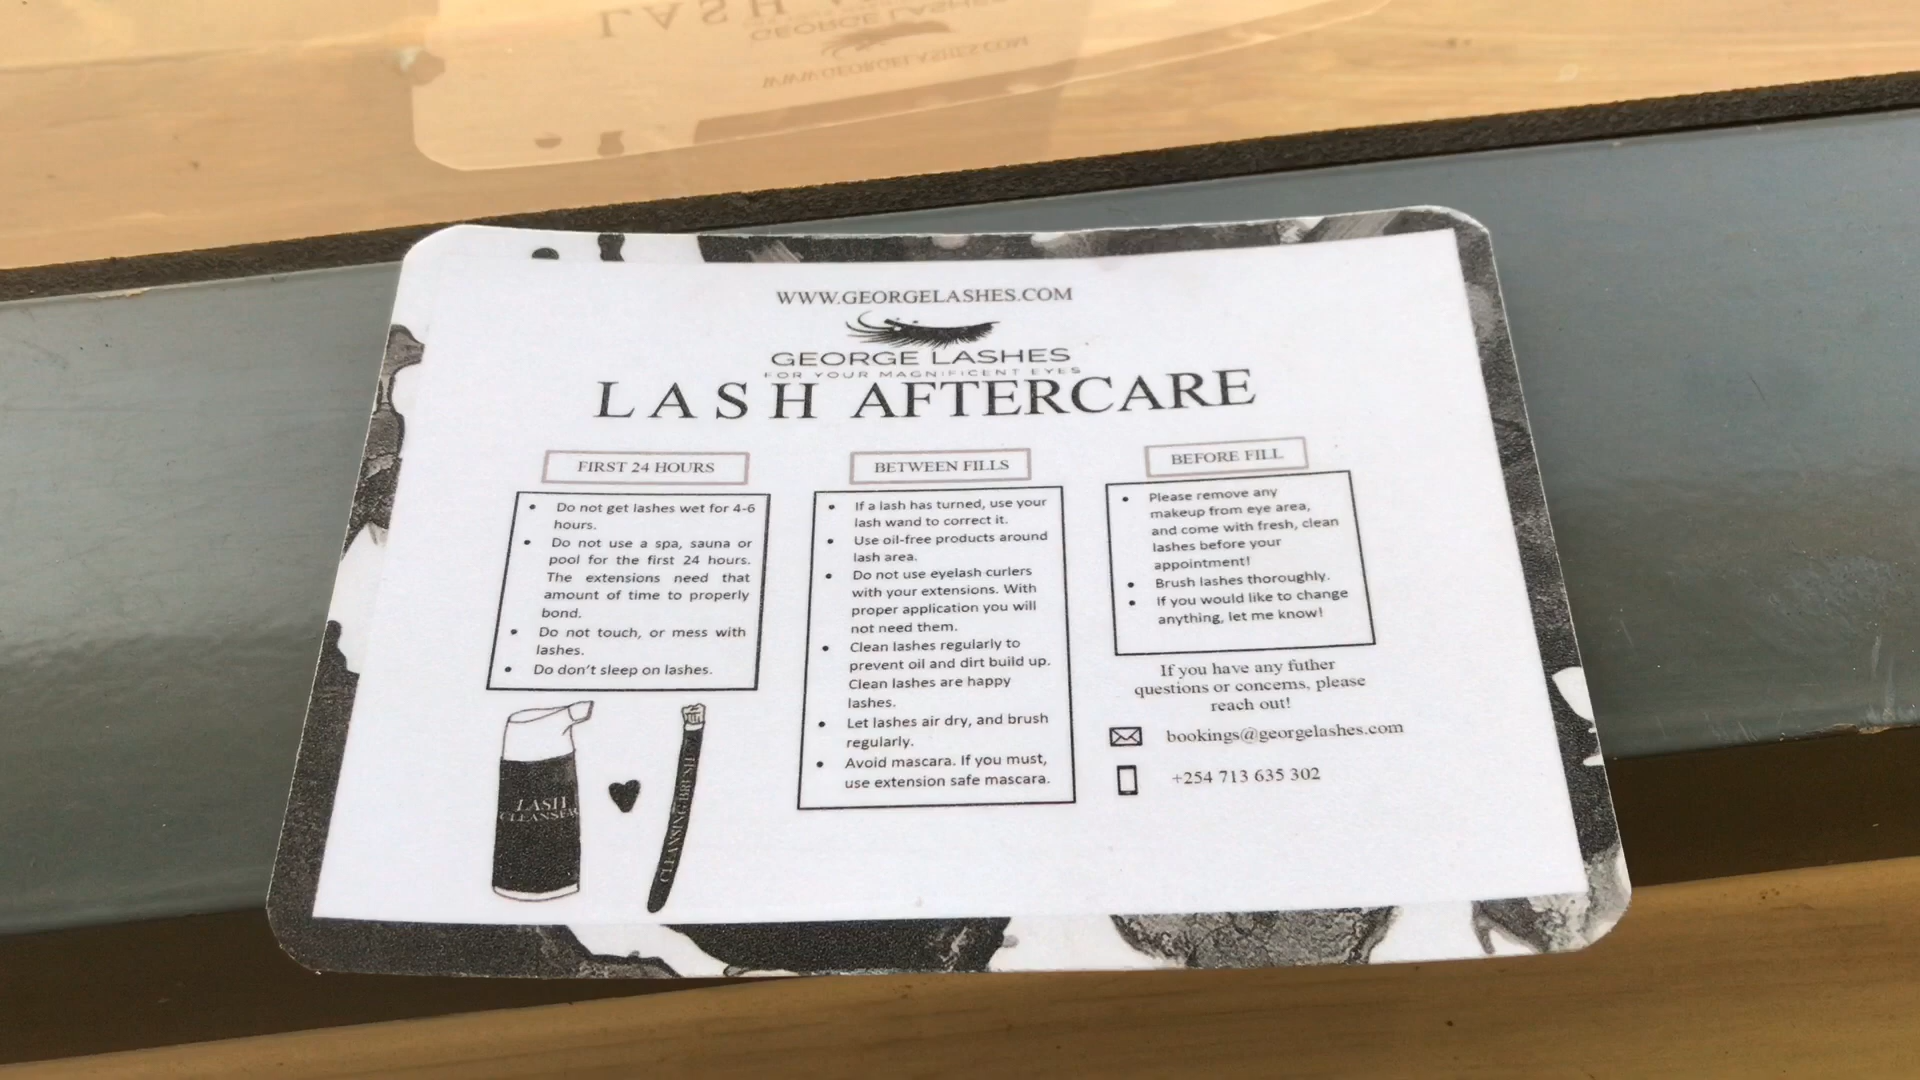 WWW.GEORGELASHES.COM
GEORGE LASHES
FOR YOUR MAGNIFICENT EYES
LASH AFTERCARE
FIRST 24 HOURS
• Do not get lashes wet for 4-6
hours.
• Do not use a spa, sauna or
pool for the first 24 hours.
The extensions need that
amount of time to properly
bond.
• Do not touch, or mess with
lashes.
• Do don't sleep on lashes.
LASH
CLEANSER
CLEANSING BRUSH
BETWEEN FILLS
• If a lash has turned, use your
lash wand to correct it.
• Use oil-free products around
lash area.
• Do not use eyelash curlers
with your extensions. With
proper application you will
not need them.
• Clean lashes regularly to
prevent oil and dirt build up.
Clean lashes are happy
lashes.
• Let lashes air dry, and brush
regularly.
• Avoid mascara. If you must,
use extension safe mascara.
BEFORE FILL
• Please remove any
makeup from eye area,
and come with fresh, clean
lashes before your
appointment!
• Brush lashes thoroughly.
• If you would like to change
anything, let me know!
If you have any futher
questions or concerns, please
reach out!
bookings@georgelashes.com
+254 713 635 302